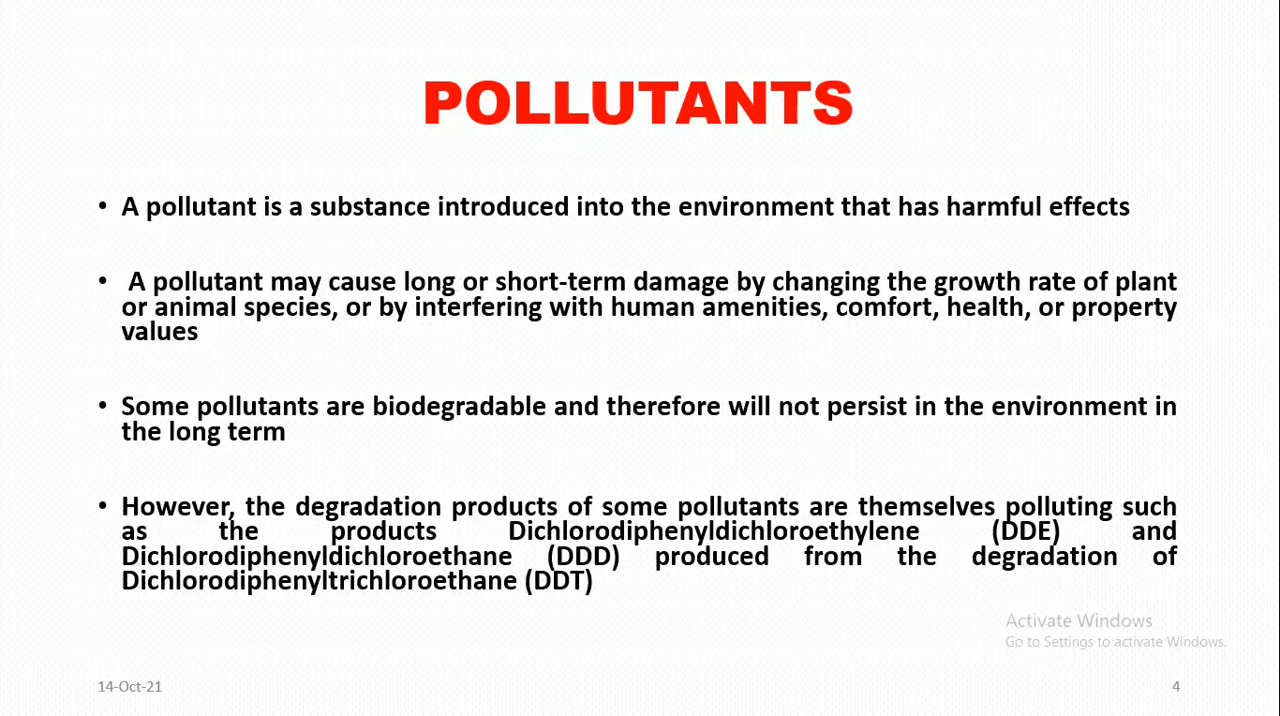 POLLUTANTS
• A pollutant is a substance introduced into the environment that has harmful effects
• A pollutant may cause long or short-term damage by changing the growth rate of plant
or animal species, or by interfering with human amenities, comfort, health, or property
values
• Some pollutants are biodegradable and therefore will not persist in the environment in
the long term
• However, the degradation products of some pollutants are themselves polluting such
as the products Dichlorodiphenyldichloroethylene (DDE) and
Dichlorodiphenyldichloroethane (DDD) produced from the degradation of
Dichlorodiphenyltrichloroethane (DDT)
Activate Windows
Go to Settings to activate Windows.
14-Oct-21
4